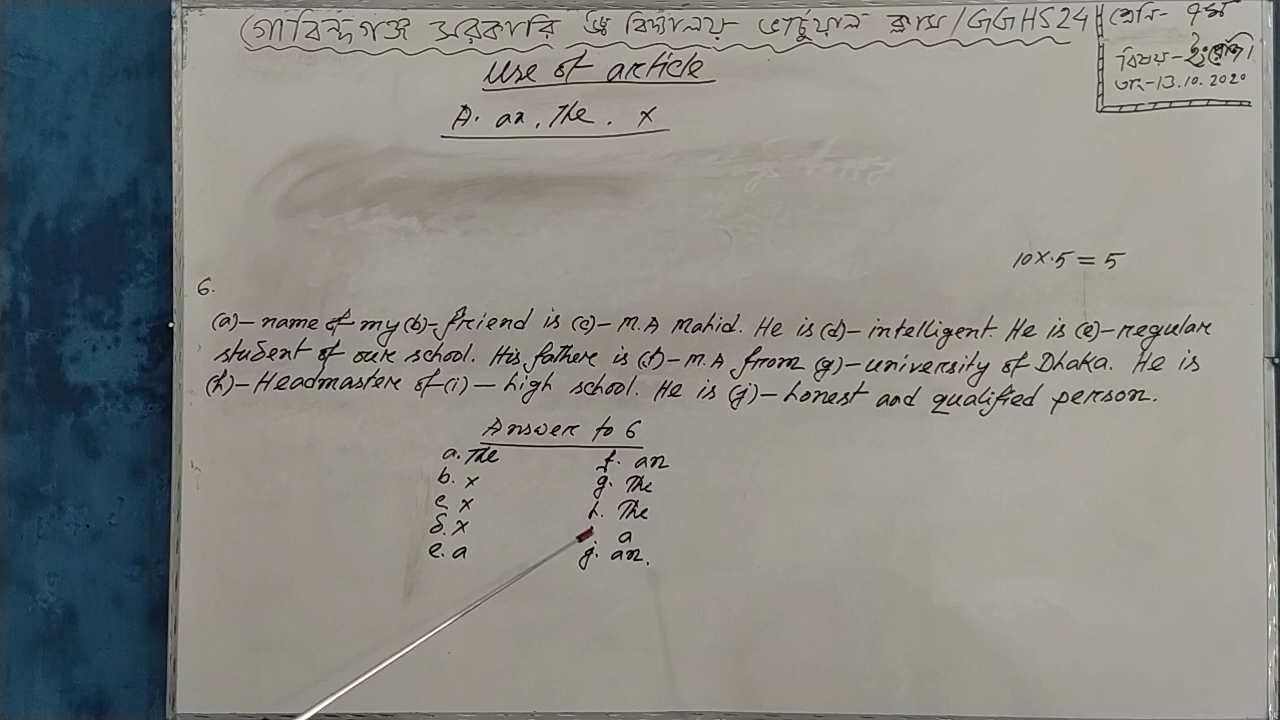 গোবিন্দগঞ্জ সরকারি উচ্চ বিদ্যালয় ভার্চুয়াল ক্লাস/GGHS24
শ্রেনি- ৭ম
বিষয়-ইংরেজি।
তাং-13.10.2020
Use of article
A. an. The. x
10x.5=5
6.
(a)- name of my (b)- friend is (c)- M.A Mahid. He is (d)- intelligent. He is (e)-regular
student of our school. His father is (f)- M.A from (g)-university of Dhaka. He is
(h)-Headmaster of (i)- high school. He is (j)-honest and qualified person.
Answer to 6
a. The f. an
b. x g. The
c. x h. The
d. x a
e. a j. an.